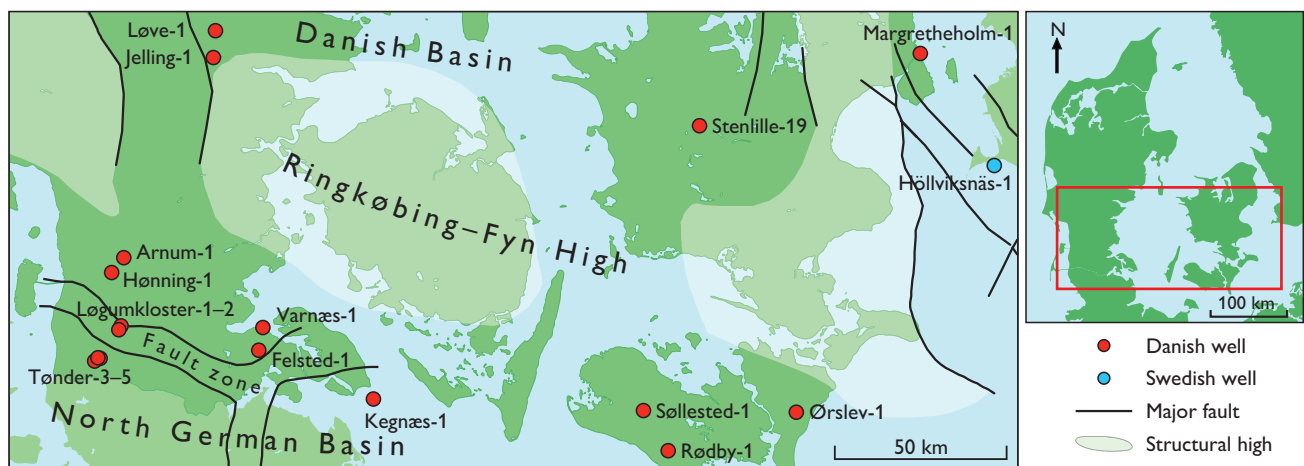 Løve-1
Jelling-1
Danish Basin
Margretheholm-1
Stenlille-19
Höllviksnäs-1
Ringkøbing–Fyn High
Arnum-1
Hønning-1
Løgumkloster-1–2
Varnæs-1
Fault zone
Felsted-1
Tønder-3–5
Kegnæs-1
North German Basin
Søllested-1
Ørslev-1
Rødby-1
50 km
N
100 km
Danish well
Swedish well
Major fault
Structural high